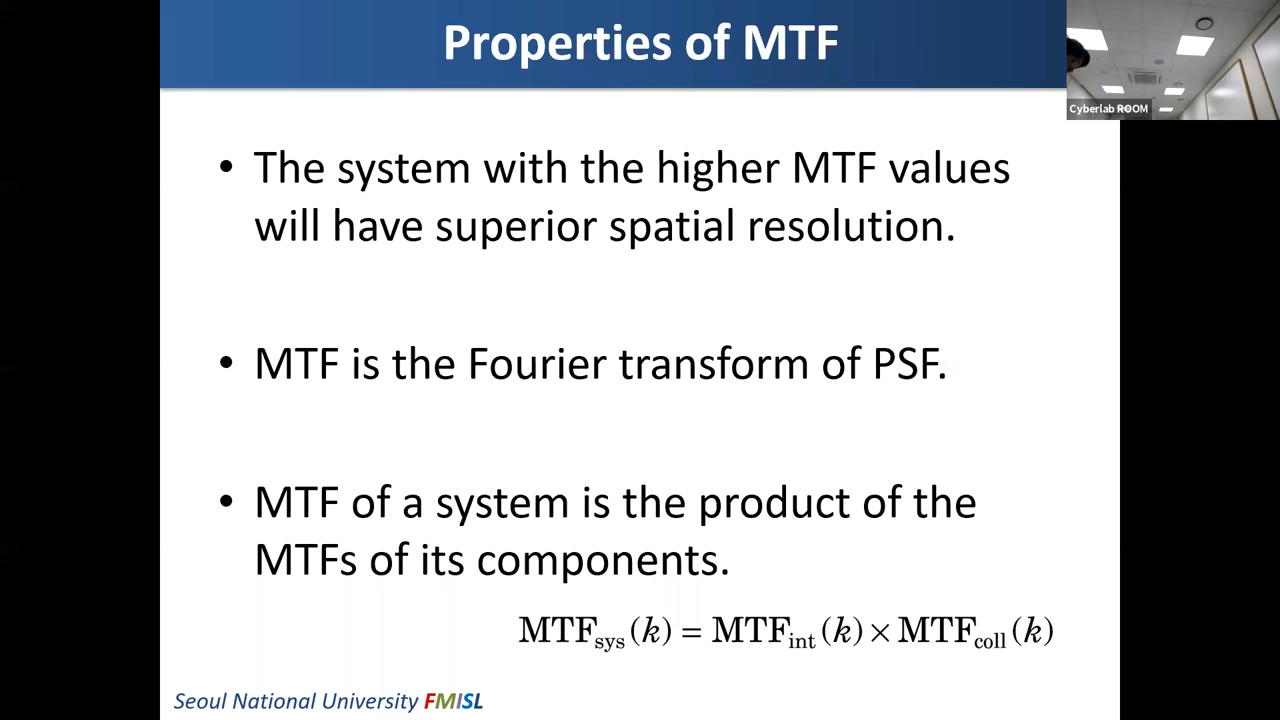 Properties of MTF
Cyberlab ROOM
• The system with the higher MTF values
will have superior spatial resolution.
• MTF is the Fourier transform of PSF.
• MTF of a system is the product of the
MTFs of its components.
MTF_sys(k) = MTF_int(k) × MTF_coll(k)
Seoul National University FMISL